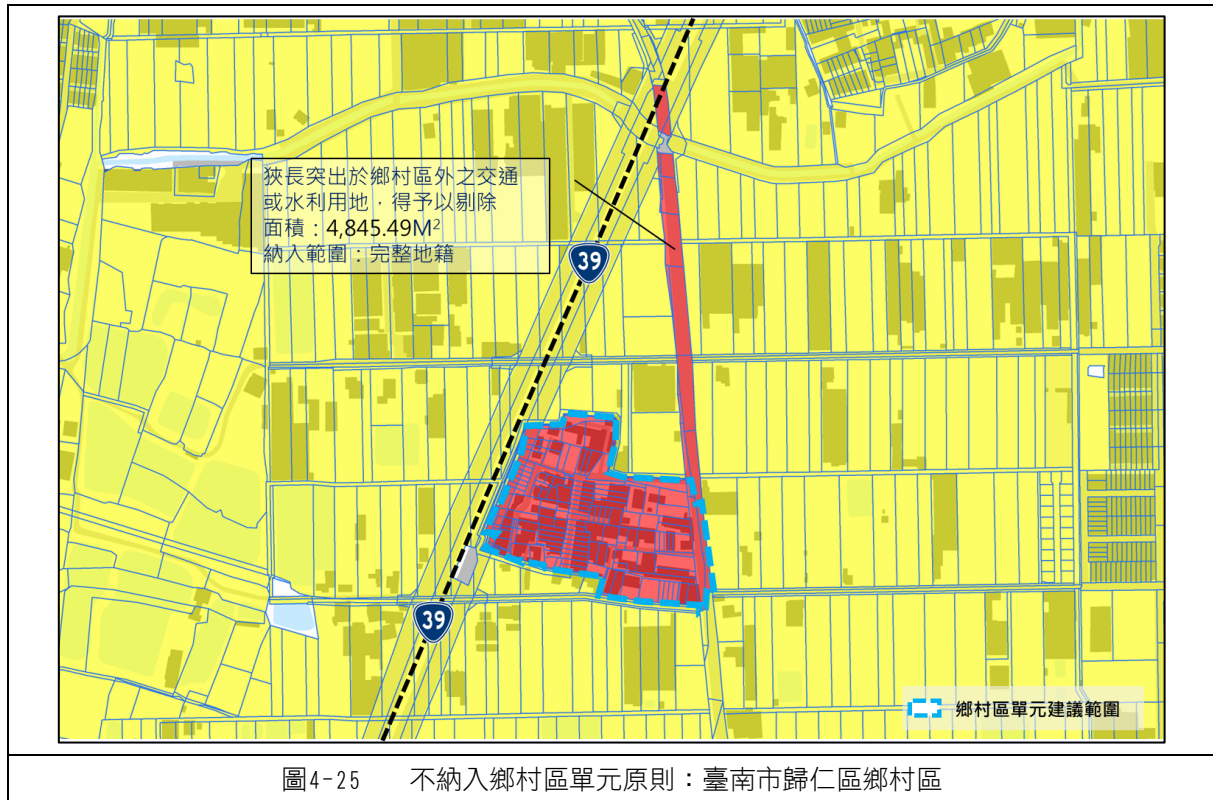 狹長突出於鄉村區外之交通
或水利用地，得予以剔除
面積：4,845.49M²
納入範圍：完整地籍
39
39
鄉村區單元建議範圍
圖4-25 不納入鄉村區單元原則：臺南市歸仁區鄉村區